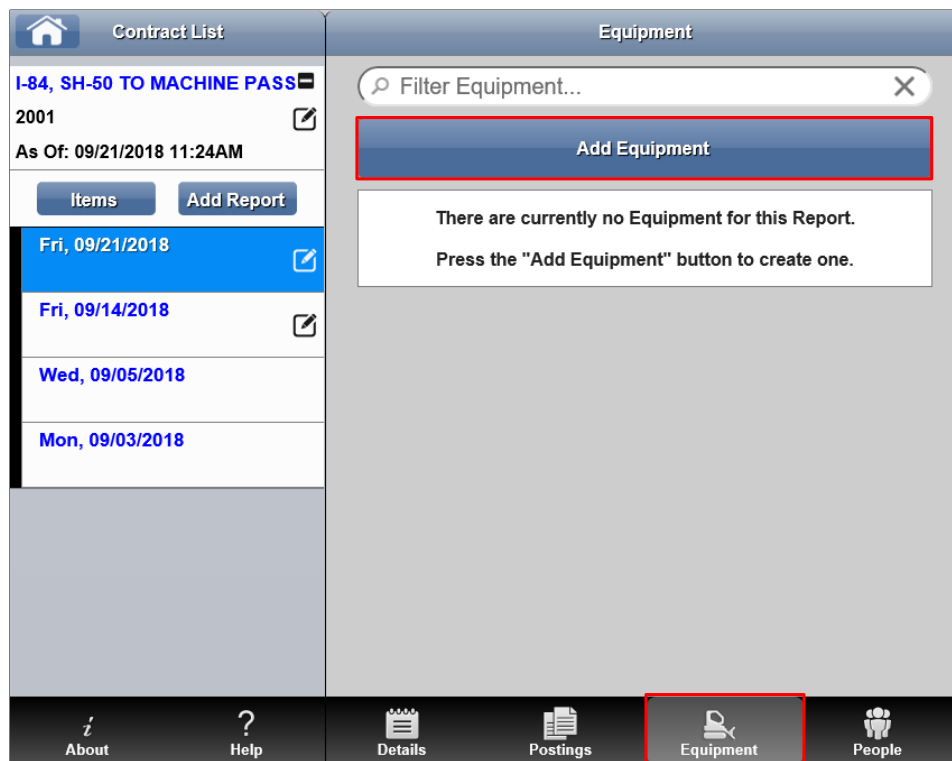 Contract List
Equipment
I-84, SH-50 TO MACHINE PASS
2001
As Of: 09/21/2018 11:24AM
Items
Add Report
Fri, 09/21/2018
Fri, 09/14/2018
Wed, 09/05/2018
Mon, 09/03/2018
Filter Equipment...
Add Equipment
There are currently no Equipment for this Report.
Press the "Add Equipment" button to create one.
About
Help
Details
Postings
Equipment
People